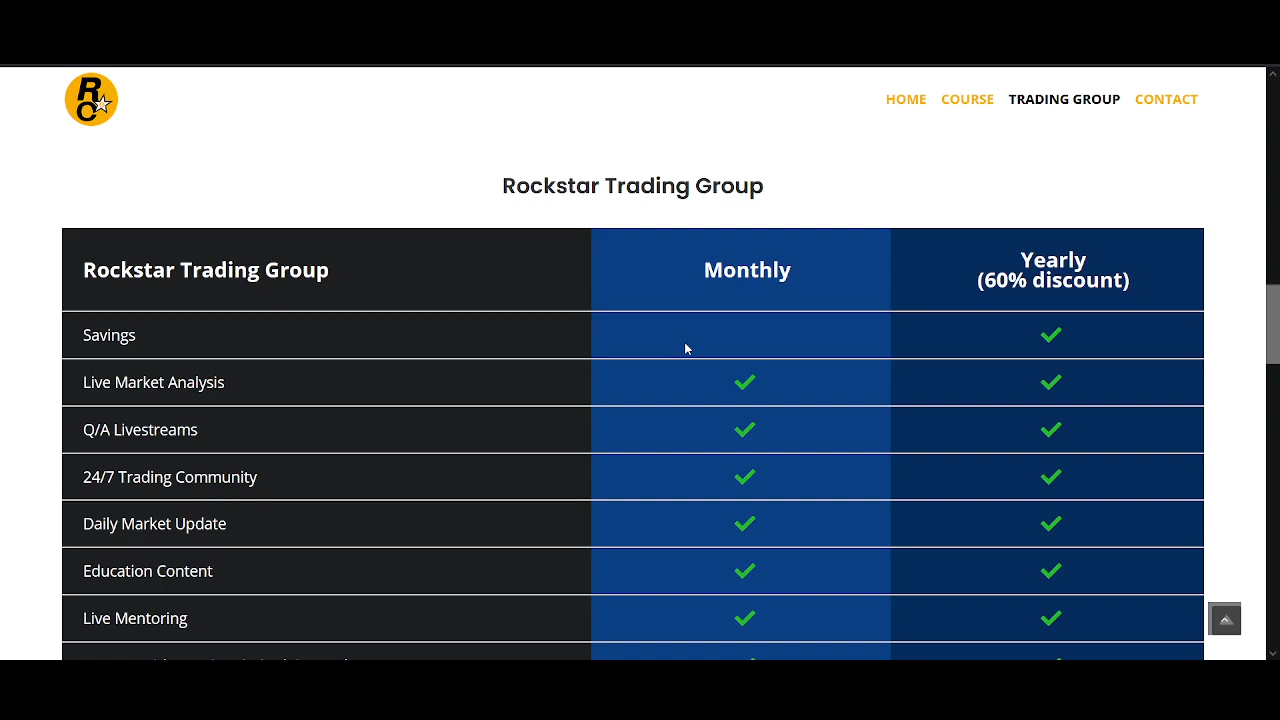 R
C
HOME COURSE TRADING GROUP CONTACT
Rockstar Trading Group
Rockstar Trading Group Monthly Yearly
(60% discount)
Savings
Live Market Analysis
Q/A Livestreams
24/7 Trading Community
Daily Market Update
Education Content
Live Mentoring